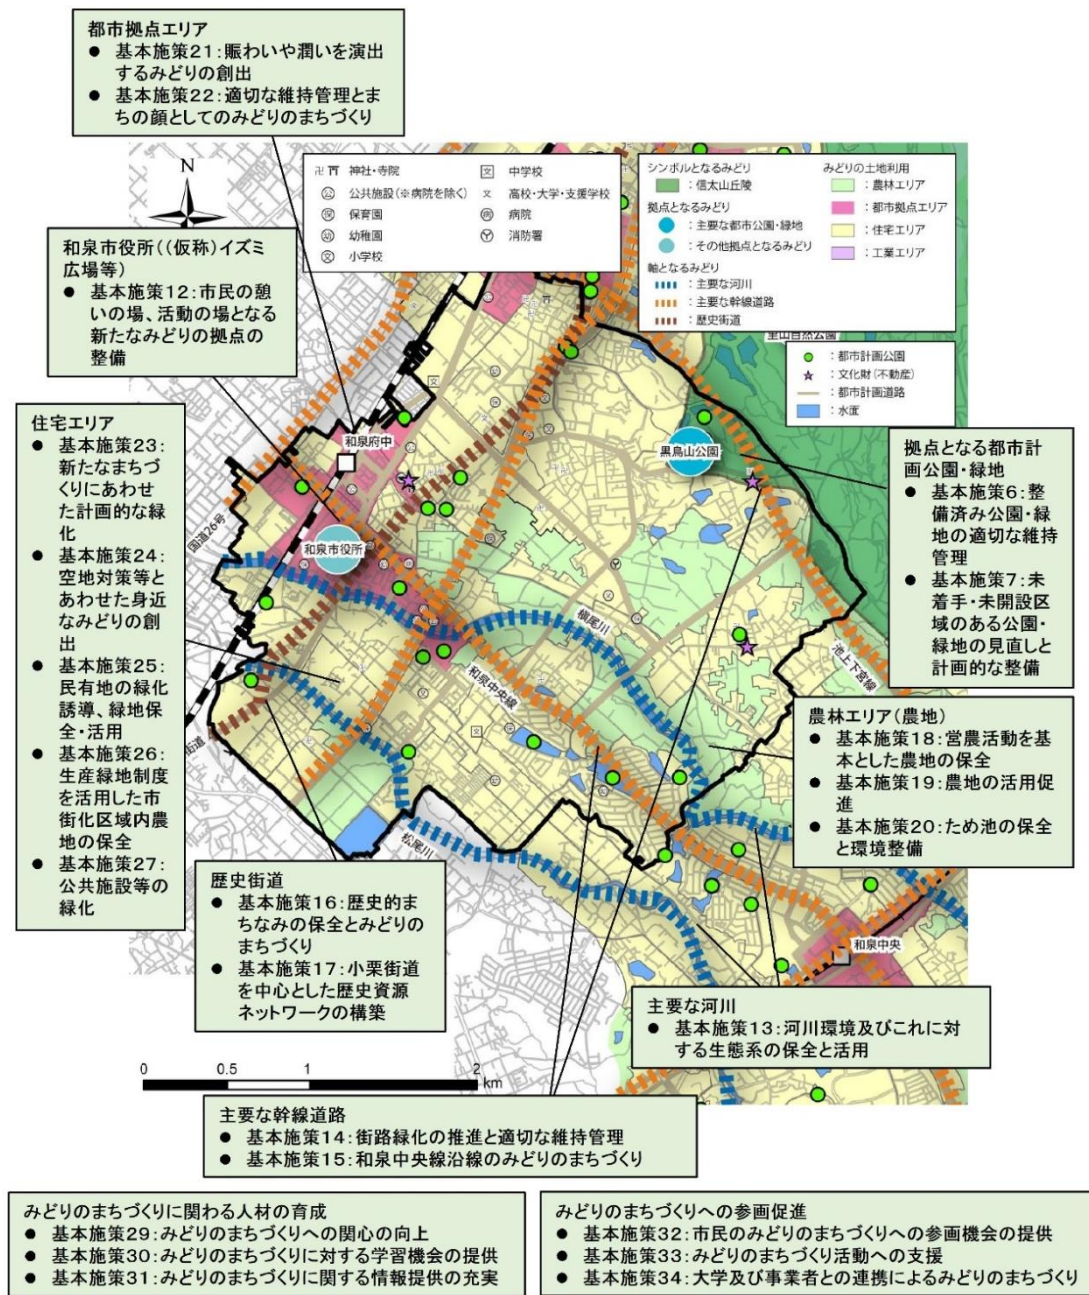 都市拠点エリア
● 基本施策21：賑わいや潤いを演出
するみどりの創出
● 基本施策22：適切な維持管理とま
ちの顔としてのみどりのまちづくり
N
和泉市役所((仮称)イズミ
広場等)
● 基本施策12：市民の憩
いの場、活動の場となる
新たなみどりの拠点の
整備
卍 ⛩ 神社・寺院
公 公共施設(※病院を除く)
保 保育園
幼 幼稚園
文 小学校
文 中学校
文 高校・大学・支援学校
病 病院
消防署
シンボルとなるみどり
：信太山丘陵
拠点となるみどり
：主要な都市公園・緑地
：その他拠点となるみどり
軸となるみどり
：主要な河川
：主要な幹線道路
：歴史街道
みどりの土地利用
：農林エリア
：都市拠点エリア
：住宅エリア
：工業エリア
里山自然公園
：都市計画公園
：文化財(不動産)
：都市計画道路
：水面
住宅エリア
● 基本施策23：
新たなまちづ
くりにあわせ
た計画的な緑
化
● 基本施策24：
空地対策等と
あわせた身近
なみどりの創
出
● 基本施策25：
民有地の緑化
誘導、緑地保
全・活用
● 基本施策26：
生産緑地制度
を活用した市
街化区域内農
地の保全
● 基本施策27：
公共施設等の
緑化
和泉府中
国道26号
和泉市役所
黒鳥山公園
槇尾川
和泉中央線
池上下宮線
街道
松尾川
和泉中央
拠点となる都市計
画公園・緑地
● 基本施策6：整
備済み公園・緑
地の適切な維持
管理
● 基本施策7：未
着手・未開設区
域のある公園・
緑地の見直しと
計画的な整備
農林エリア(農地)
● 基本施策18：営農活動を基
本とした農地の保全
● 基本施策19：農地の活用促
進
● 基本施策20：ため池の保全
と環境整備
歴史街道
● 基本施策16：歴史的ま
ちなみの保全とみどりの
まちづくり
● 基本施策17：小栗街道
を中心とした歴史資源
ネットワークの構築
主要な河川
● 基本施策13：河川環境及びこれに対
する生態系の保全と活用
0 0.5 1 2
km
主要な幹線道路
● 基本施策14：街路緑化の推進と適切な維持管理
● 基本施策15：和泉中央線沿線のみどりのまちづくり
みどりのまちづくりに関わる人材の育成
● 基本施策29：みどりのまちづくりへの関心の向上
● 基本施策30：みどりのまちづくりに対する学習機会の提供
● 基本施策31：みどりのまちづくりに関する情報提供の充実
みどりのまちづくりへの参画促進
● 基本施策32：市民のみどりのまちづくりへの参画機会の提供
● 基本施策33：みどりのまちづくり活動への支援
● 基本施策34：大学及び事業者との連携によるみどりのまちづくり